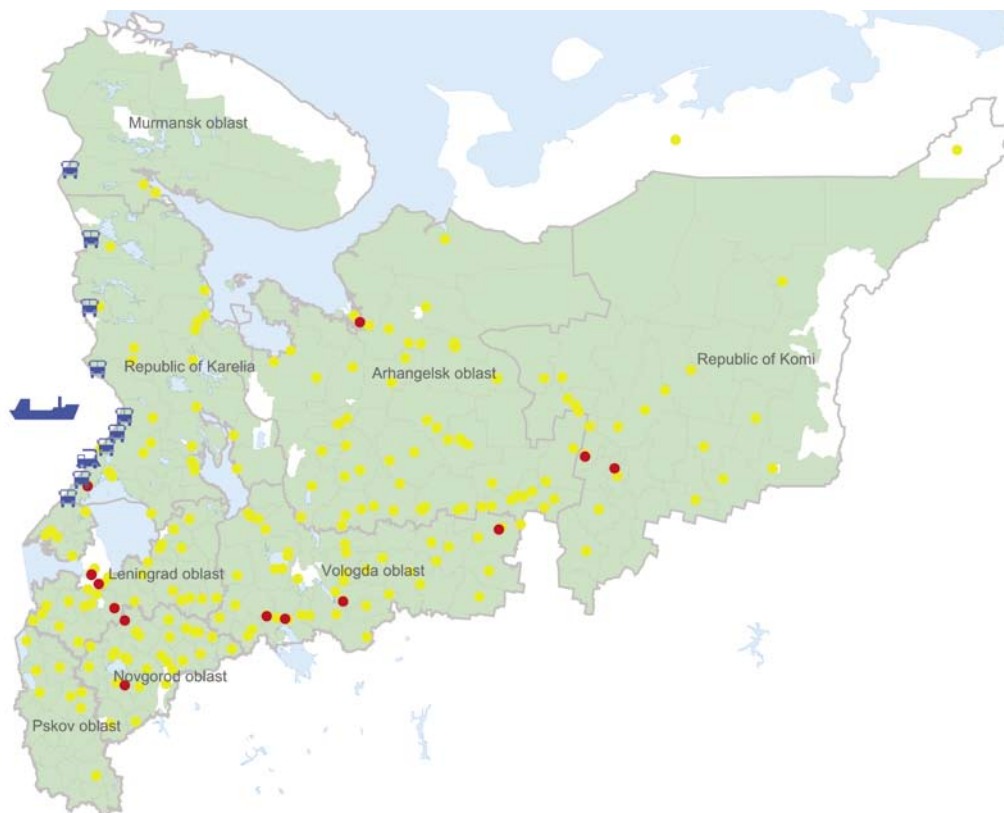 Murmansk oblast
Republic of Karelia
Arhangelsk oblast
Republic of Komi
Leningrad oblast
Vologda oblast
Novgorod oblast
Pskov oblast